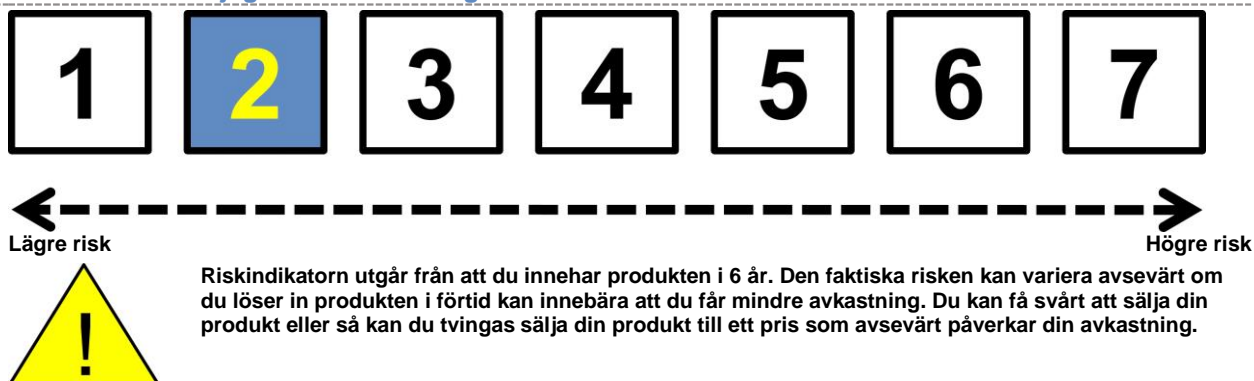 1 2 3 4 5 6 7
Lägre risk Högre risk
Riskindikatorn utgår från att du innehar produkten i 6 år. Den faktiska risken kan variera avsevärt om
du löser in produkten i förtid kan innebära att du får mindre avkastning. Du kan få svårt att sälja din
produkt eller så kan du tvingas sälja din produkt till ett pris som avsevärt påverkar din avkastning.
!